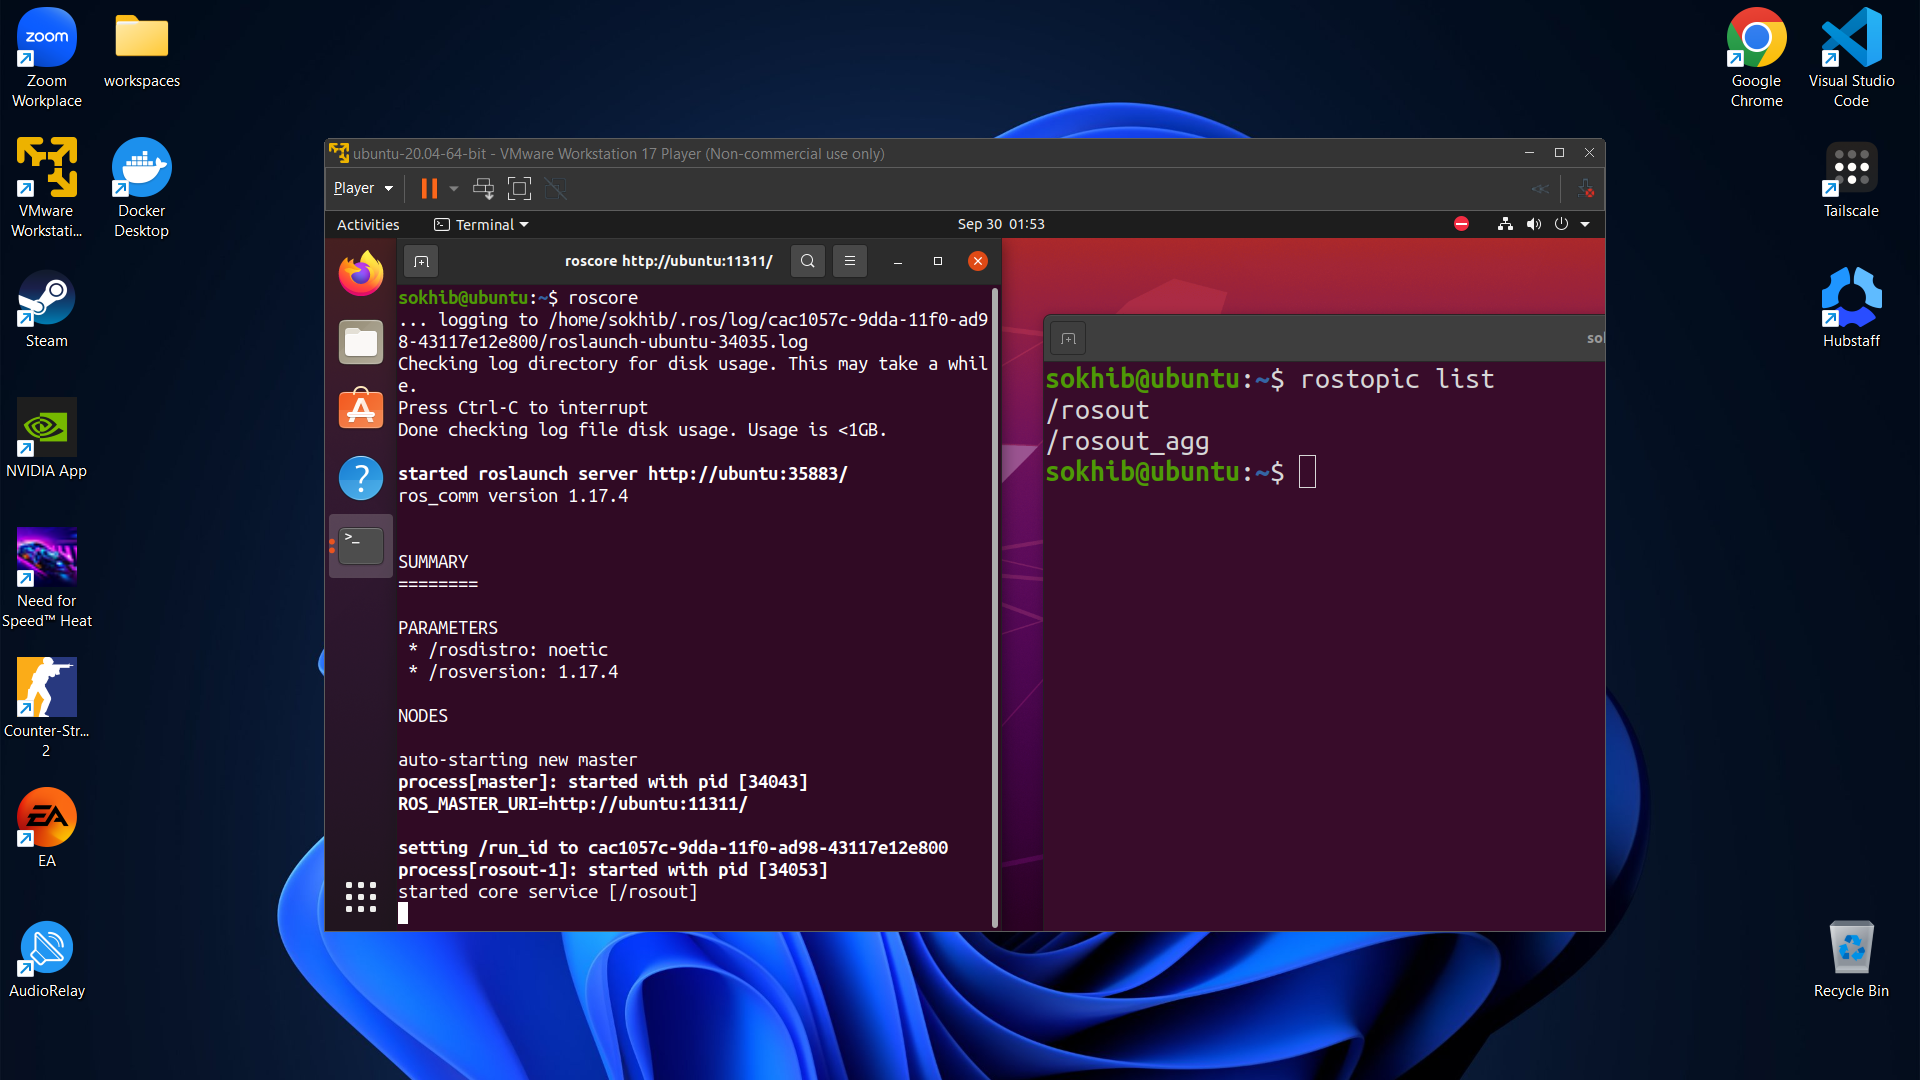 zoom
Zoom
Workplace
workspaces
VMware
Workstati...
Docker
Desktop
Steam
NVIDIA App
Need for
Speed™ Heat
Counter-Str...
2
EA
EA
AudioRelay
ubuntu-20.04-64-bit - VMware Workstation 17 Player (Non-commercial use only)
Player
Activities
Terminal
Sep 30 01:53
roscore http://ubuntu:11311/
sokhib@ubuntu:~$ roscore
... logging to /home/sokhib/.ros/log/cac1057c-9dda-11f0-ad9
8-43117e12e800/roslaunch-ubuntu-34035.log
Checking log directory for disk usage. This may take a whil
e.
Press Ctrl-C to interrupt
Done checking log file disk usage. Usage is <1GB.
started roslaunch server http://ubuntu:35883/
ros_comm version 1.17.4
SUMMARY
========
PARAMETERS
* /rosdistro: noetic
* /rosversion: 1.17.4
NODES
auto-starting new master
process[master]: started with pid [34043]
ROS_MASTER_URI=http://ubuntu:11311/
setting /run_id to cac1057c-9dda-11f0-ad98-43117e12e800
process[rosout-1]: started with pid [34053]
started core service [/rosout]
so
sokhib@ubuntu:~$ rostopic list
/rosout
/rosout_agg
sokhib@ubuntu:~$
Google
Chrome
Visual Studio
Code
Tailscale
Hubstaff
Recycle Bin